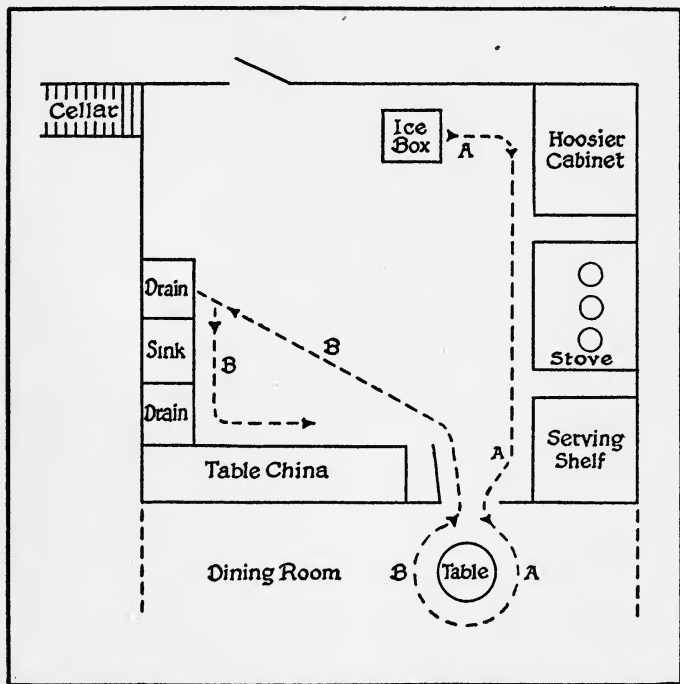 Cellar
Ice
Box
A
Hoosier
Cabinet
Drain
B
Sink
B
Stove
Drain
A
Serving
Shelf
Table China
Dining Room
B
Table
A